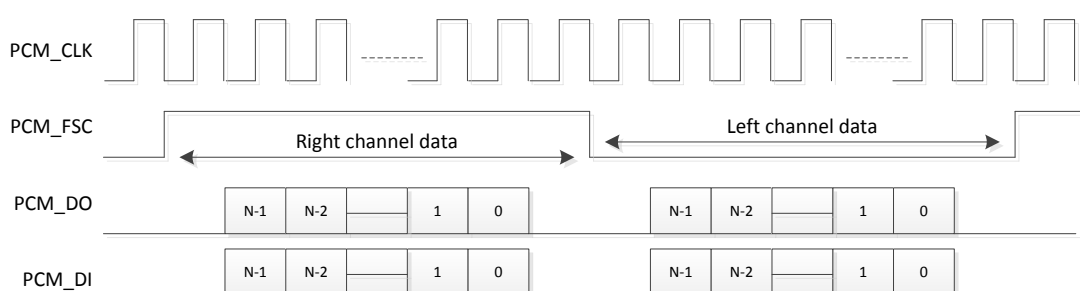 PCM_CLK
PCM_FSC
Right channel data
Left channel data
PCM_DO
N-1 N-2 1 0 N-1 N-2 1 0
PCM_DI
N-1 N-2 1 0 N-1 N-2 1 0